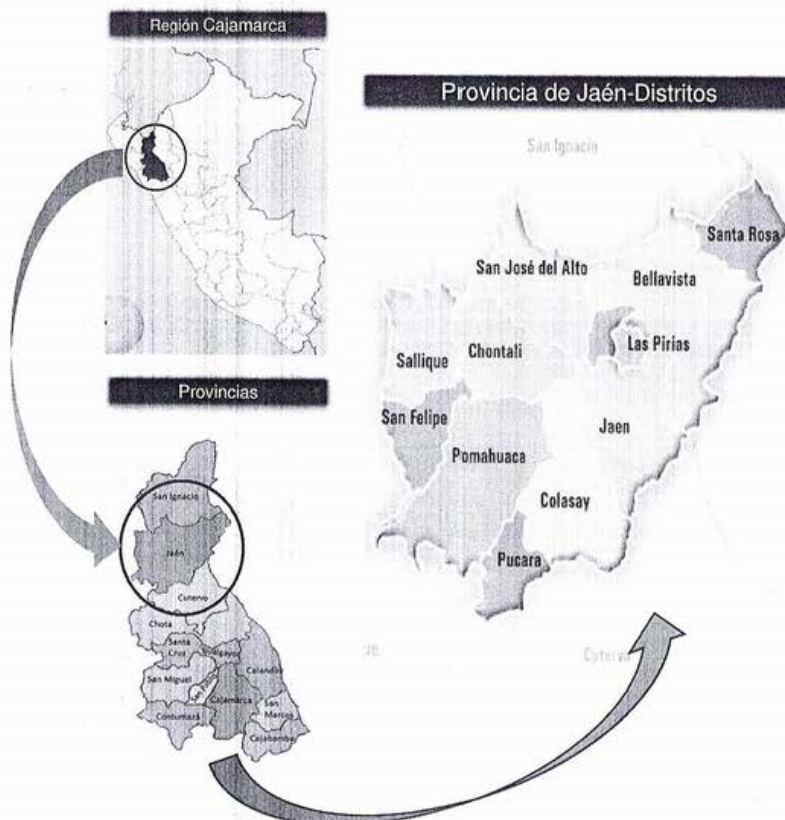 Región Cajamarca
Provincia de Jaén-Distritos
San Ignacio
Santa Rosa
San José del Alto
Bellavista
Sallique
Chontali
Las Pirias
San Felipe
Jaen
Pomahuaca
Colasay
Pucara
Cutervo
Provincias
San Ignacio
Jaén
Cutervo
Chota
Santa
Cruz
San Miguel
San Pablo
Cajamarca
San
Marcos
Contumazá
Cajabamba